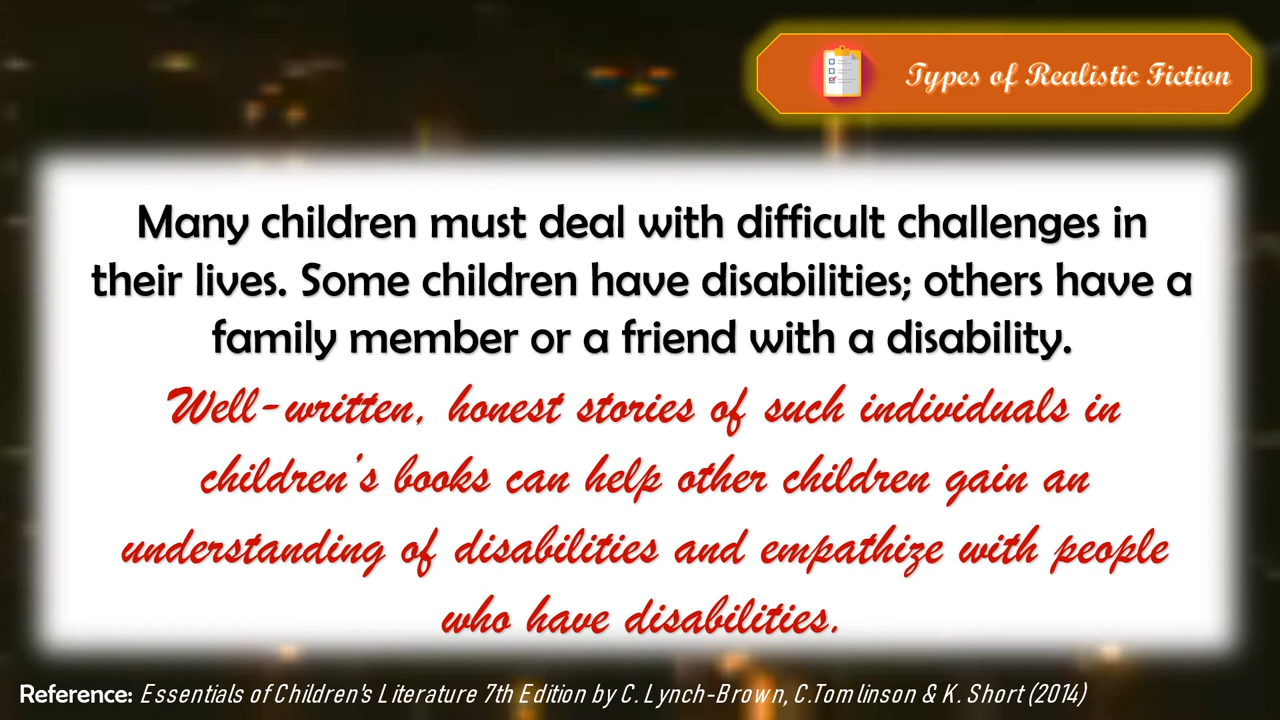 Types of Realistic Fiction
Many children must deal with difficult challenges in
their lives. Some children have disabilities; others have a
family member or a friend with a disability.
Well-written, honest stories of such individuals in
children's books can help other children gain an
understanding of disabilities and empathize with people
who have disabilities.
Reference: Essentials of Children's Literature 7th Edition by C. Lynch-Brown, C.Tomlinson & K. Short (2014)